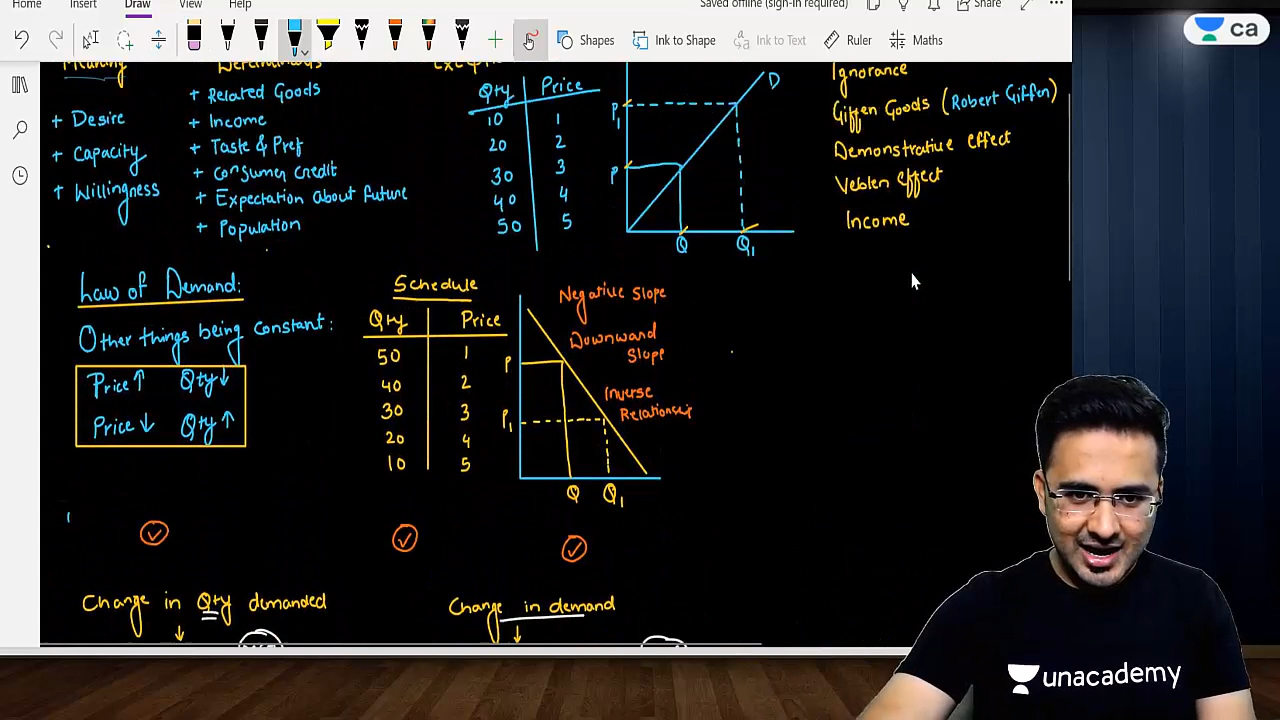 Home Insert Draw View Help
Saved offline (sign-in required) Share
Shapes Ink to Shape Ink to Text Ruler Maths
ca
Meaning
+ Desire
+ Capacity
+ Willingness
+ Related Goods
+ Income
+ Taste & Pref
+ Consumer Credit
+ Expectation about Future
+ Population
Qty Price
10 1
20 2
30 3
40 4
50 5
D
P1
P
Q Q1
Ignorance
Giffen Goods (Robert Giffen)
Demonstrative effect
Veblen effect
Income
Law of Demand:
Other things being constant:
Price ↑ Qty ↓
Price ↓ Qty ↑
Schedule
Qty Price
50 1
40 2
30 3
20 4
10 5
Negative Slope
Downward
Slope
Inverse
Relationship
P
P1
Q Q1
Change in Qty demanded
Change in demand
unacademy